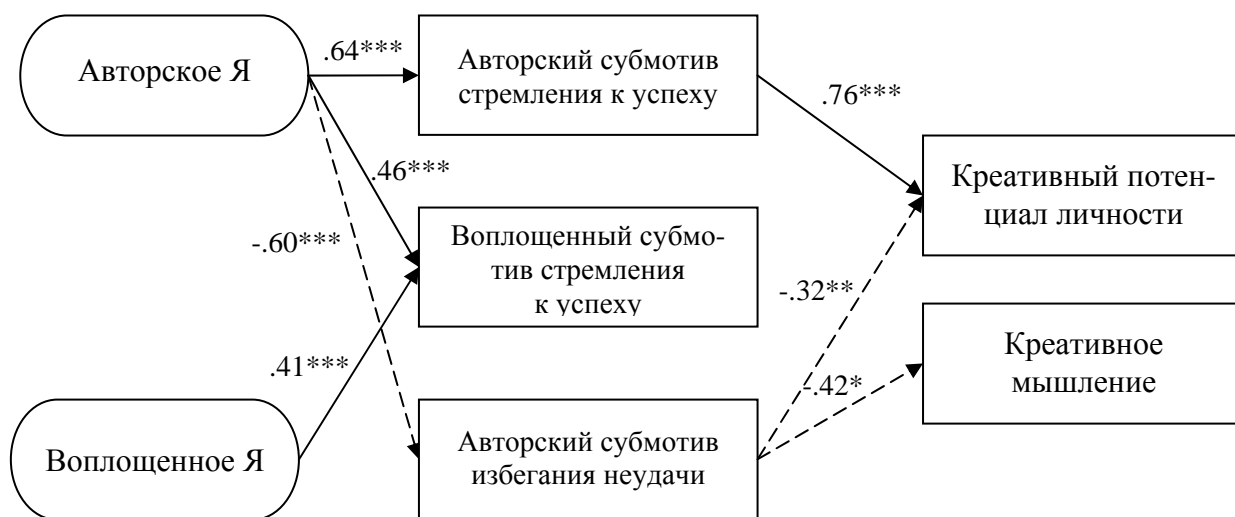 Авторское Я
.64***
Авторский субмотив
стремления к успеху
.76***
.46***
Креативный потен-
циал личности
-.60***
Воплощенный субмо-
тив стремления
к успеху
-.32**
.41***
Креативное
мышление
-.42*
Воплощенное Я
Авторский субмотив
избегания неудачи